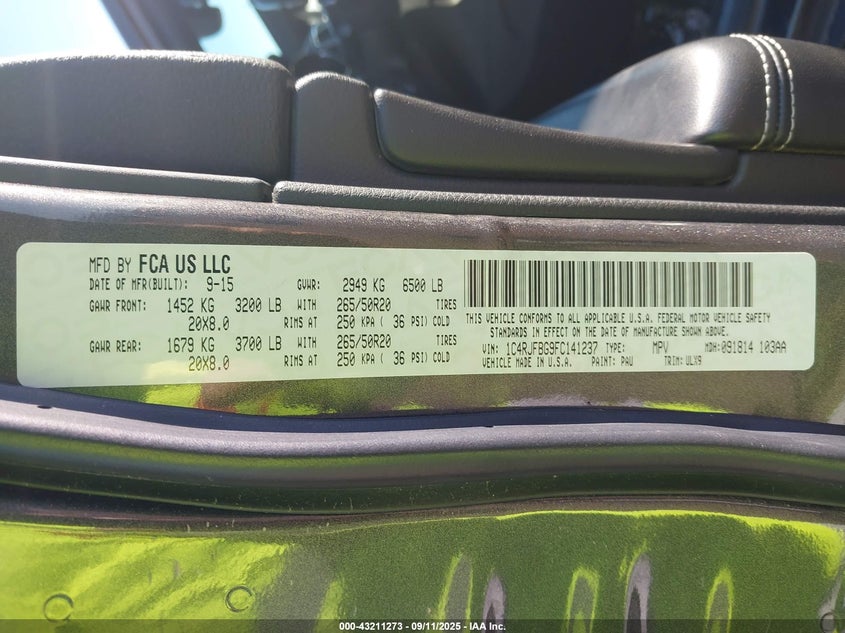 MFD BY FCA US LLC
DATE OF MFR(BUILT): 9-15 GVWR: 2949 KG 6500 LB
GAWR FRONT: 1452 KG 3200 LB WITH 265/50R20 TIRES
20X8.0 RIMS AT 250 KPA ( 36 PSI) COLD
GAWR REAR: 1679 KG 3700 LB WITH 265/50R20 TIRES
20X8.0 RIMS AT 250 KPA ( 36 PSI) COLD
THIS VEHICLE CONFORMS TO ALL APPLICABLE U.S.A. FEDERAL MOTOR VEHICLE SAFETY
STANDARDS IN EFFECT ON THE DATE OF MANUFACTURE SHOWN ABOVE.
VIN: 1C4RJFBG9FC141237 TYPE: MPV MDH: 091814 103AA
VEHICLE MADE IN U.S.A. PAINT: PAU TRIM: ULX9
000-43211273 - 09/11/2025 - IAA Inc.